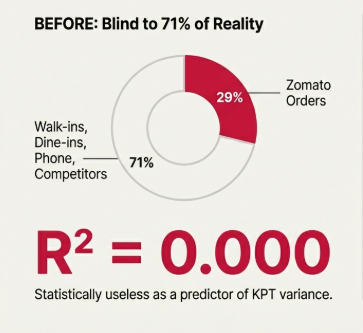 BEFORE: Blind to 71% of Reality
29%
Zomato
Orders
Walk-ins,
Dine-ins,
Phone,
Competitors
71%
R² = 0.000
Statistically useless as a predictor of KPT variance.